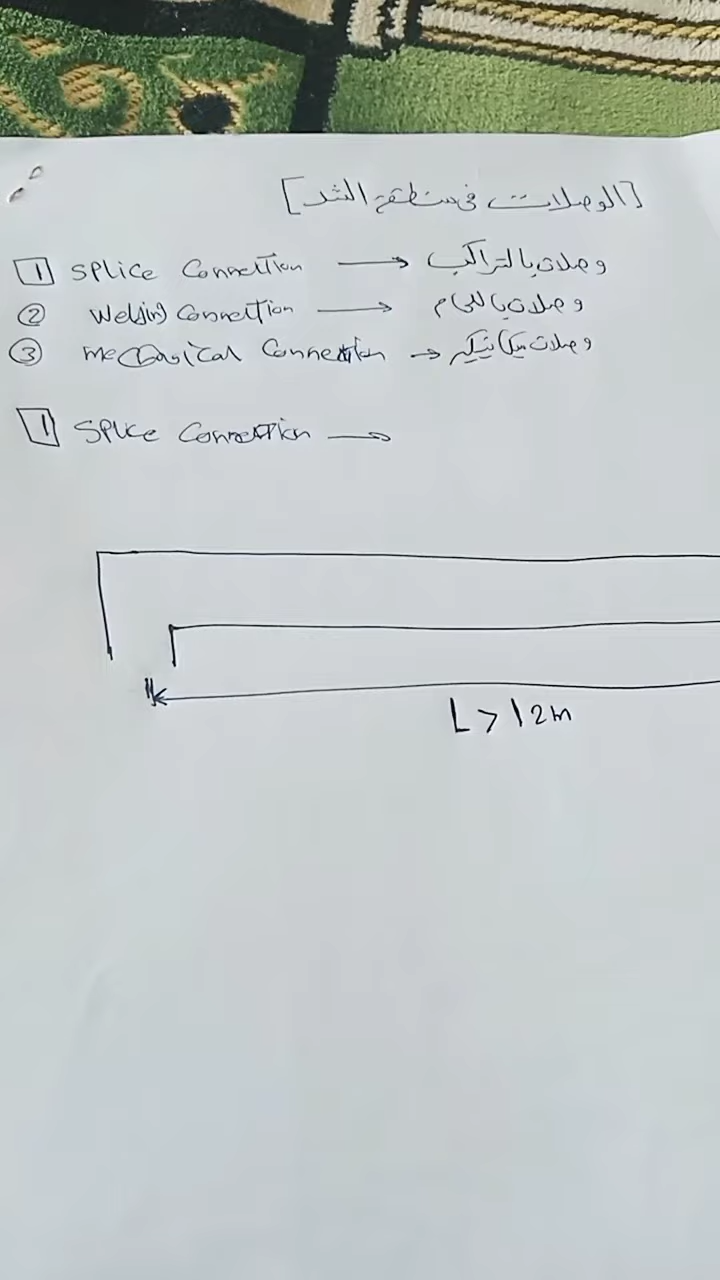 [الوصلات في منطقة الشد]
1 Splice Connection → وصلات بالتراكب
2 Welding Connection → وصلات باللحام
3 Mechanical Connection → وصلات ميكانيكيه
1 Splice Connection →
L > 12m